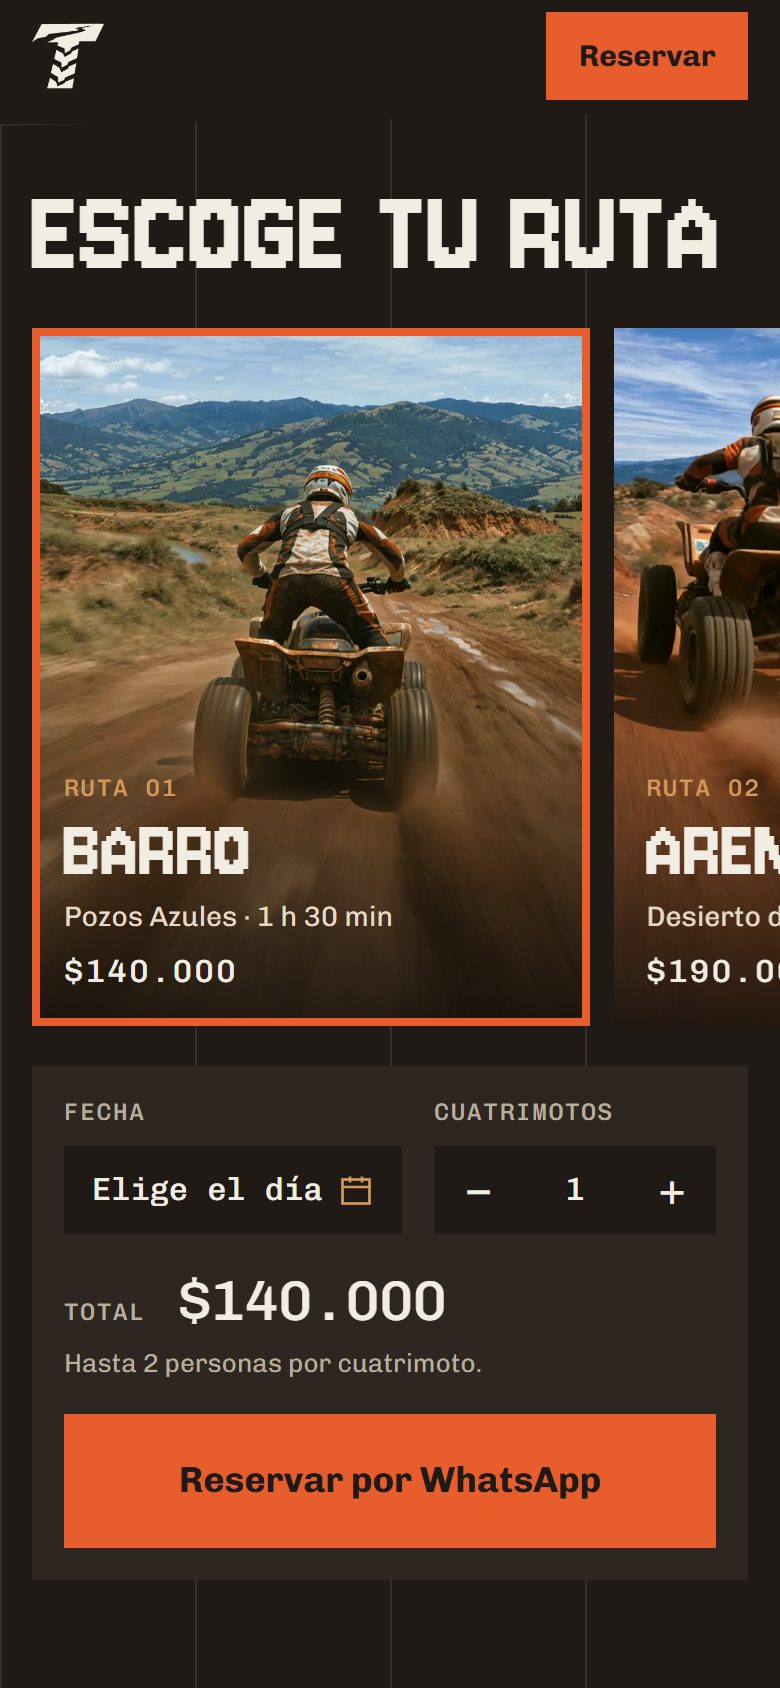 T
Reservar
ESCOGE TU RUTA
RUTA 01
BARRO
Pozos Azules · 1 h 30 min
$140.000
RUTA 02
AREN
Desierto d
$190.0
FECHA
CUATRIMOTOS
Elige el día
− 1 +
TOTAL $140.000
Hasta 2 personas por cuatrimoto.
Reservar por WhatsApp